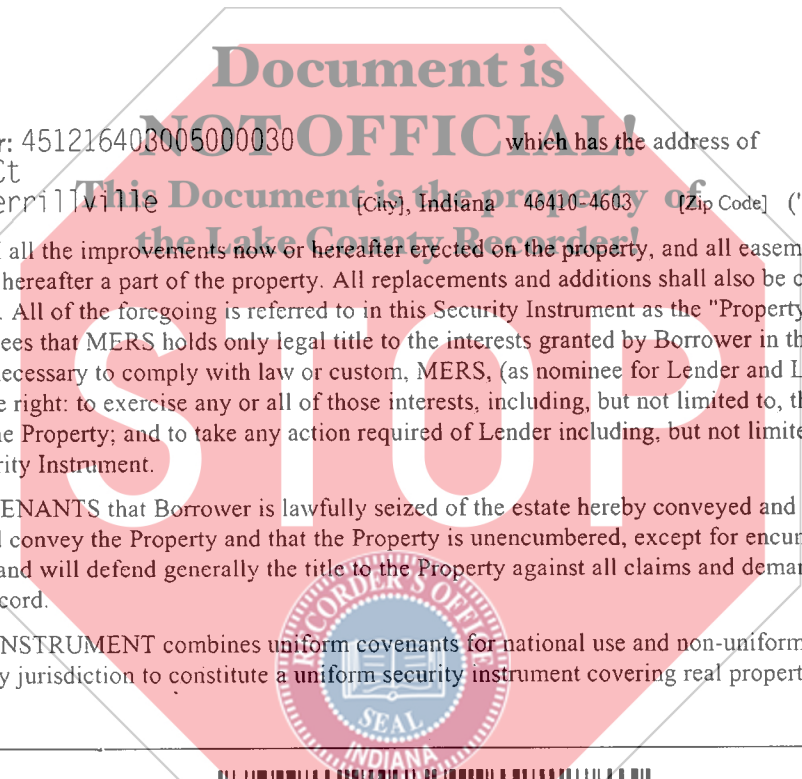 Document is
NOT OFFICIAL!
r: 451216403005000030 which has the address of
Ct
This Document is the property of
errillville [City], Indiana 46410-4603 [Zip Code] ("
the Lake County Recorder!
all the improvements now or hereafter erected on the property, and all easem
hereafter a part of the property. All replacements and additions shall also be c
. All of the foregoing is referred to in this Security Instrument as the "Property
ees that MERS holds only legal title to the interests granted by Borrower in th
necessary to comply with law or custom, MERS, (as nominee for Lender and L
e right: to exercise any or all of those interests, including, but not limited to, th
he Property; and to take any action required of Lender including, but not limite
rity Instrument.
STOP
ENANTS that Borrower is lawfully seized of the estate hereby conveyed and
d convey the Property and that the Property is unencumbered, except for encum
and will defend generally the title to the Property against all claims and deman
cord.
INSTRUMENT combines uniform covenants for national use and non-uniform
y jurisdiction to constitute a uniform security instrument covering real propert
RECORDER'S OFFICE
SEAL
INDIANA